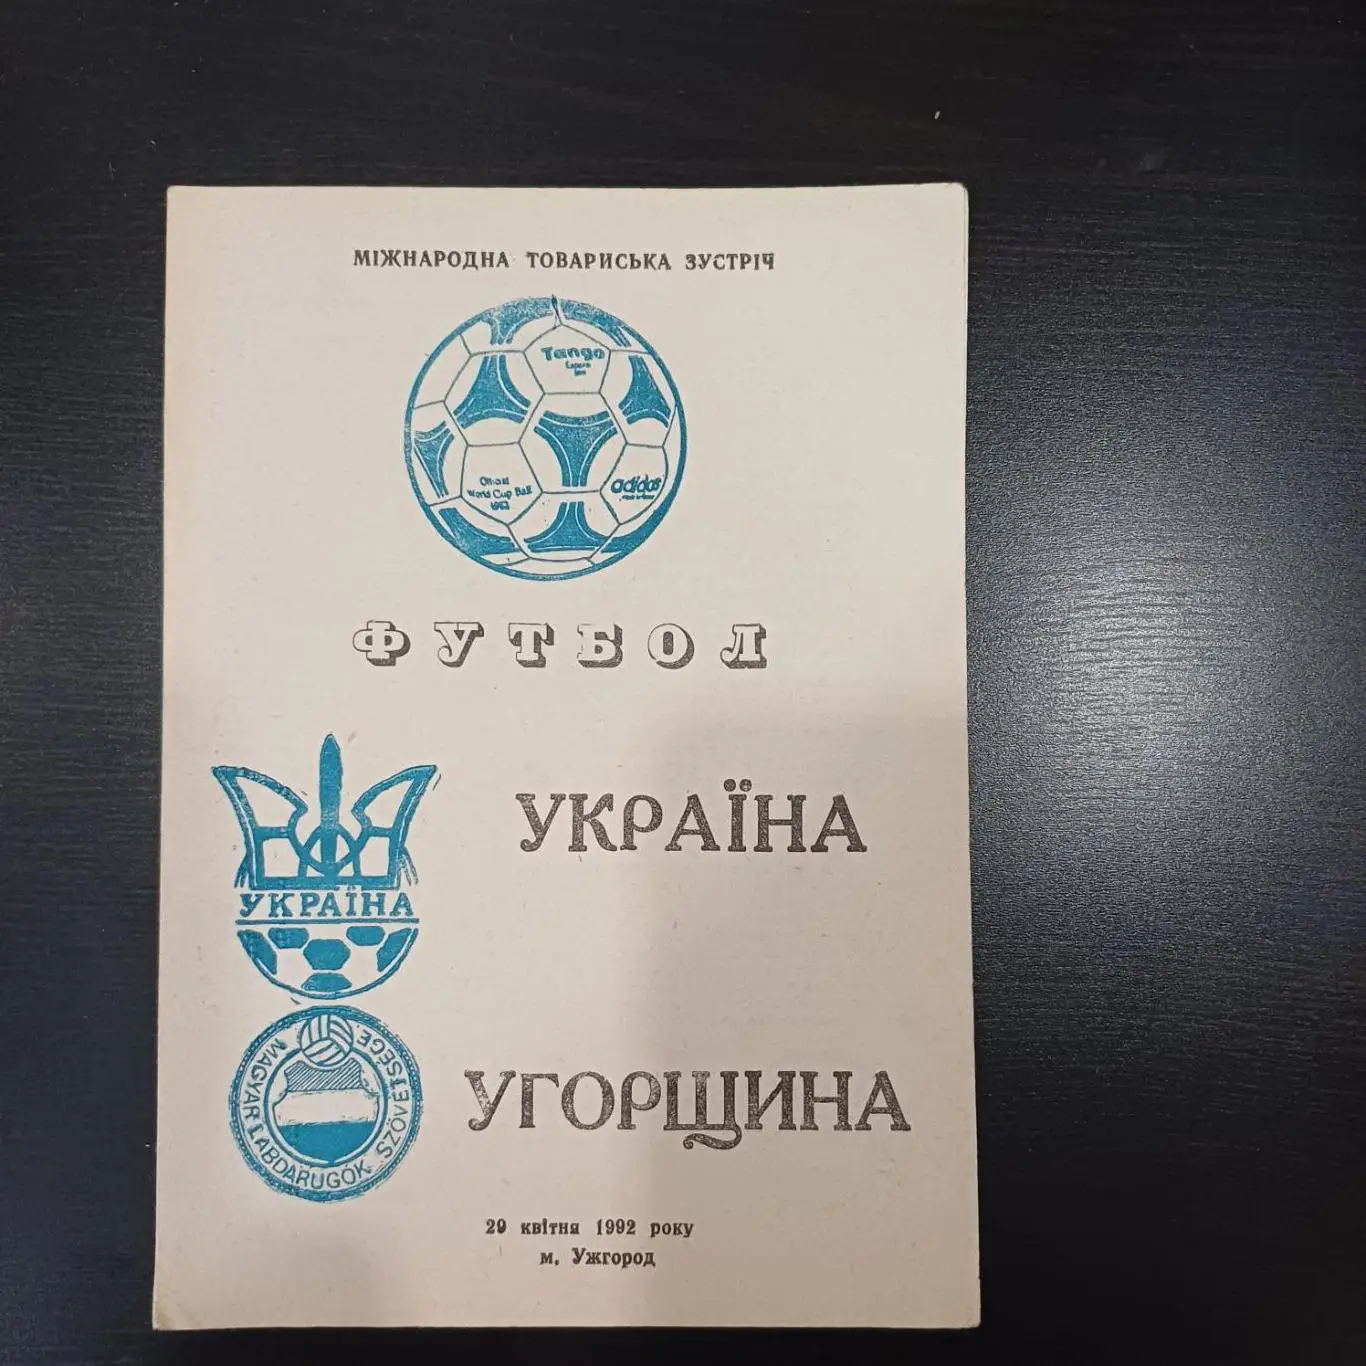 МІЖНАРОДНА ТОВАРИСЬКА ЗУСТРІЧ
Tango
Official
World Cup Ball
adidas
ФУТБОЛ
УКРАЇНА
УКРАЇНА
MAGYAR LABDARUGÓK SZÖVETSÉGE
УГОРЩИНА
29 квітня 1992 року
м. Ужгород